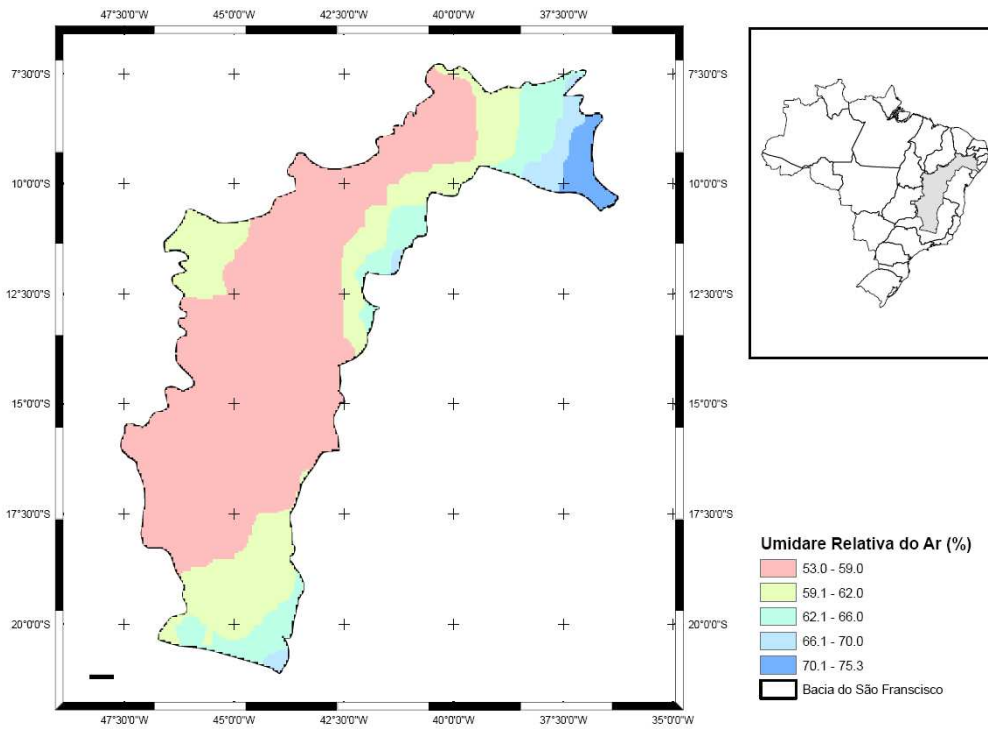 47°30'0"W 45°0'0"W 42°30'0"W 40°0'0"W 37°30'0"W
7°30'0"S 7°30'0"S
10°0'0"S 10°0'0"S
12°30'0"S 12°30'0"S
15°0'0"S 15°0'0"S
17°30'0"S 17°30'0"S
20°0'0"S 20°0'0"S
47°30'0"W 45°0'0"W 42°30'0"W 40°0'0"W 37°30'0"W 35°0'0"W
Umidare Relativa do Ar (%)
53.0 - 59.0
59.1 - 62.0
62.1 - 66.0
66.1 - 70.0
70.1 - 75.3
Bacia do São Franscisco